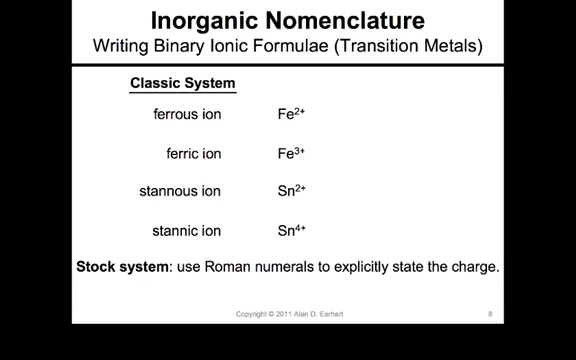 Inorganic Nomenclature
Writing Binary Ionic Formulae (Transition Metals)
Classic System
ferrous ion Fe²⁺
ferric ion Fe³⁺
stannous ion Sn²⁺
stannic ion Sn⁴⁺
Stock system: use Roman numerals to explicitly state the charge.
Copyright © 2011 Alan D. Earhart 8